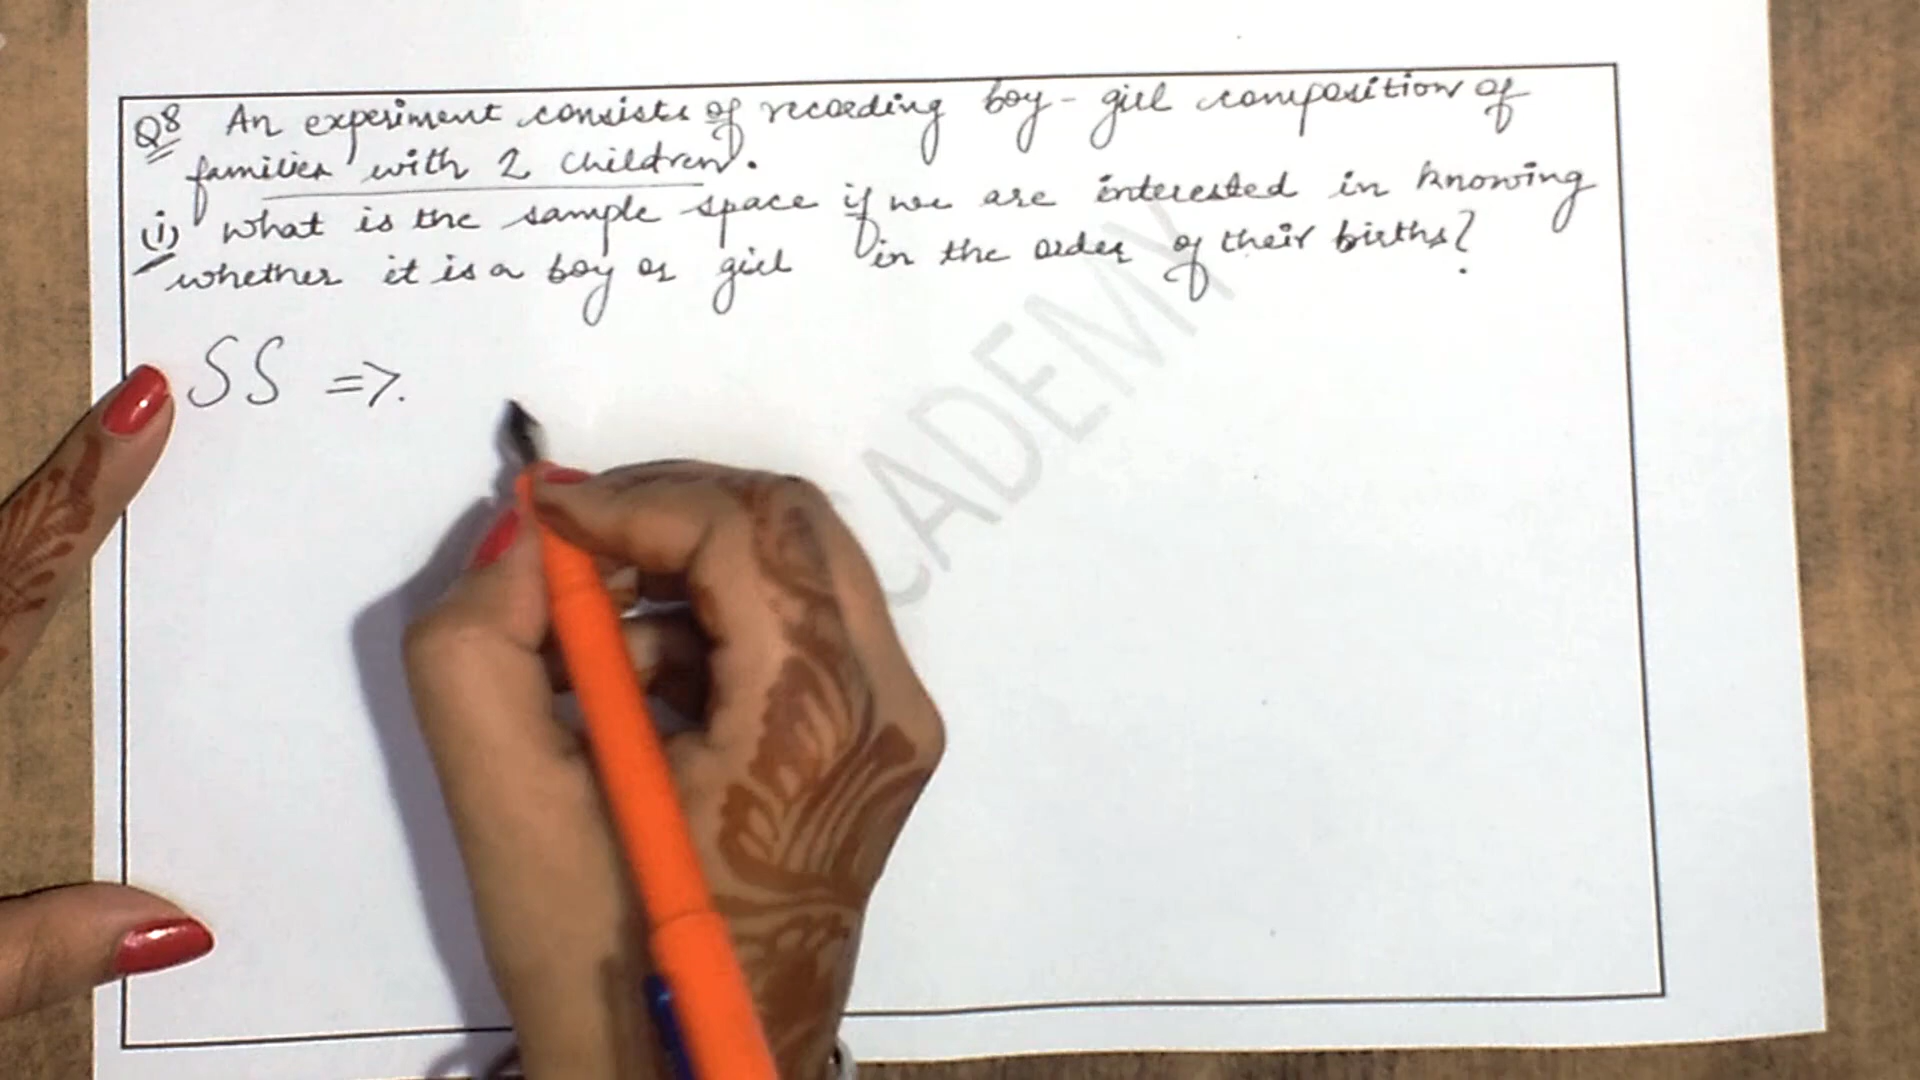 Q8 An experiment consists of recording boy-girl composition of
families with 2 children.
(i) What is the sample space if we are interested in knowing
whether it is a boy or girl in the order of their births?
SS =>.
ACADEMY